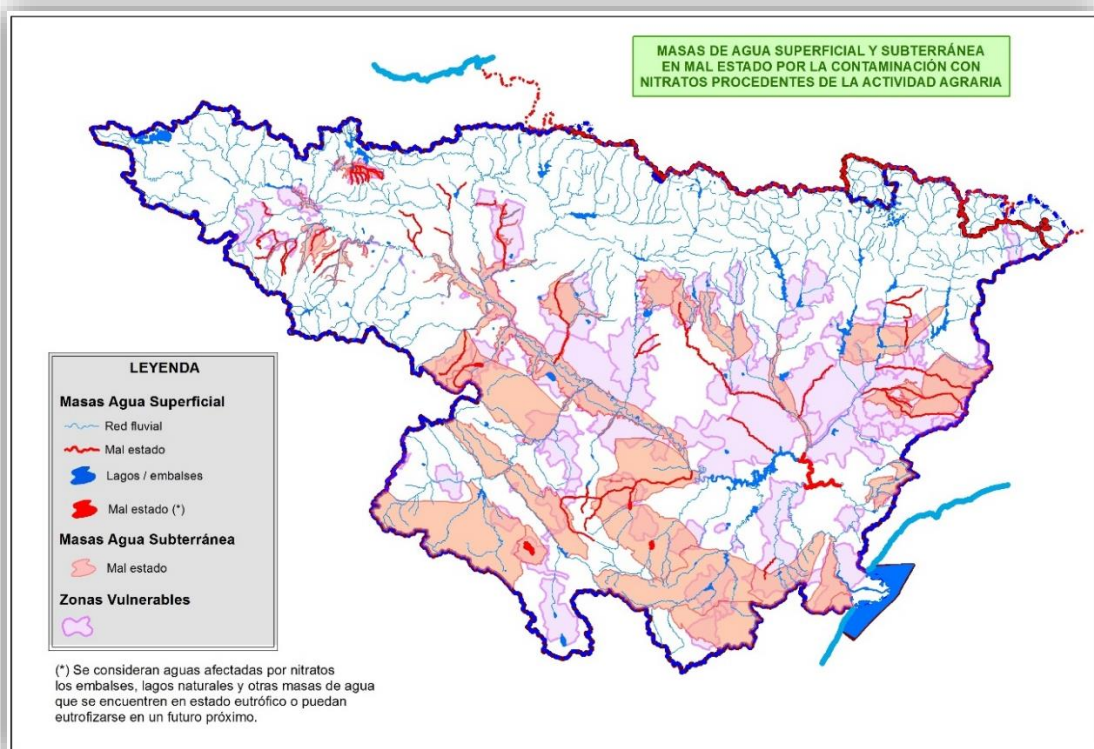 MASAS DE AGUA SUPERFICIAL Y SUBTERRÁNEA
EN MAL ESTADO POR LA CONTAMINACIÓN CON
NITRATOS PROCEDENTES DE LA ACTIVIDAD AGRARIA
LEYENDA
Masas Agua Superficial
Red fluvial
Mal estado
Lagos / embalses
Mal estado (*)
Masas Agua Subterránea
Mal estado
Zonas Vulnerables
(*) Se consideran aguas afectadas por nitratos
los embalses, lagos naturales y otras masas de agua
que se encuentren en estado eutrófico o puedan
eutrofizarse en un futuro próximo.